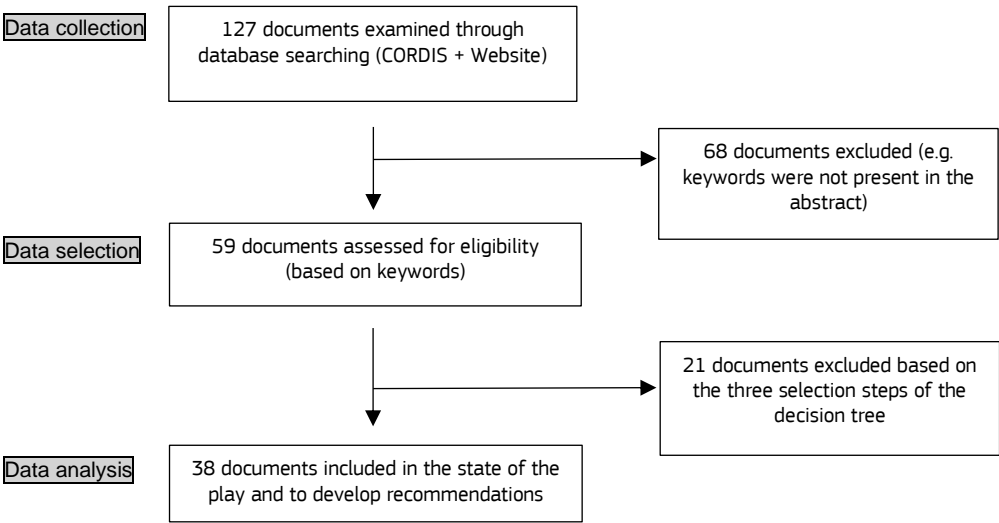 Data collection
127 documents examined through
database searching (CORDIS + Website)
68 documents excluded (e.g.
keywords were not present in the
abstract)
Data selection
59 documents assessed for eligibility
(based on keywords)
21 documents excluded based on
the three selection steps of the
decision tree
Data analysis
38 documents included in the state of the
play and to develop recommendations